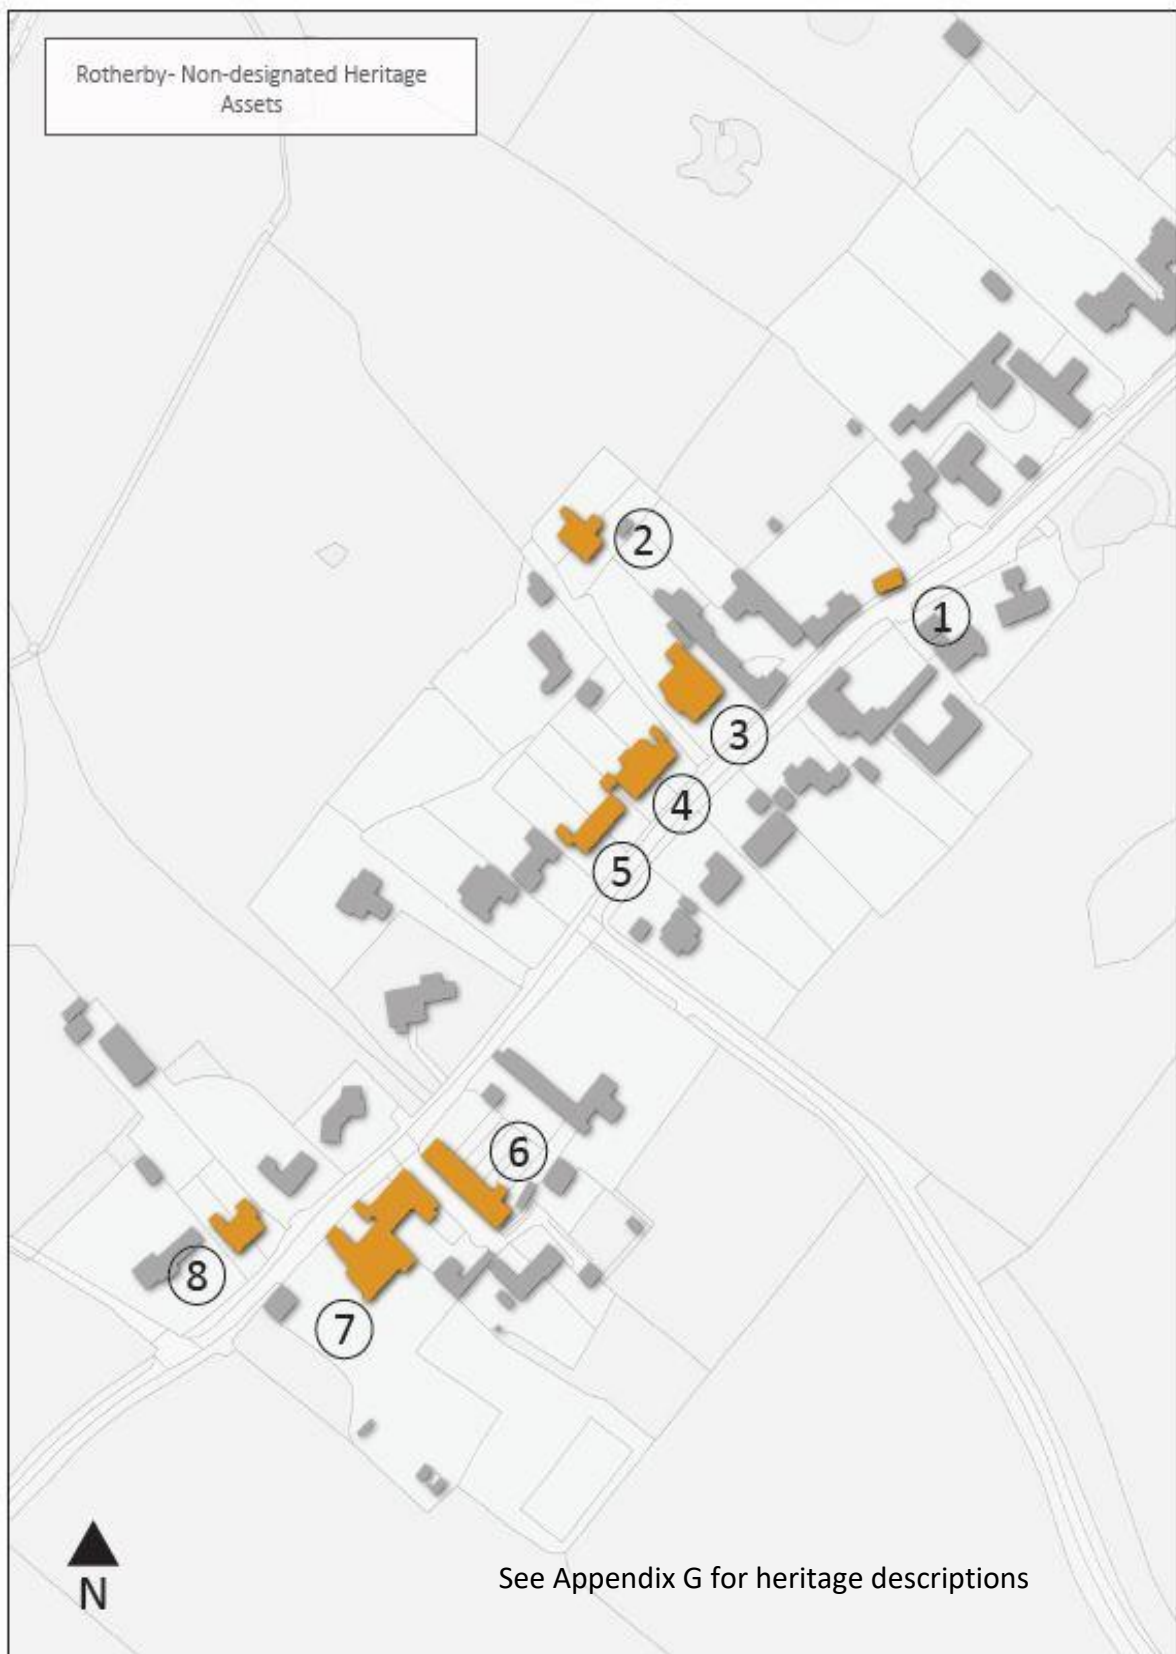 Rotherby- Non-designated Heritage
Assets
2
1
3
4
5
6
8
7
N
See Appendix G for heritage descriptions